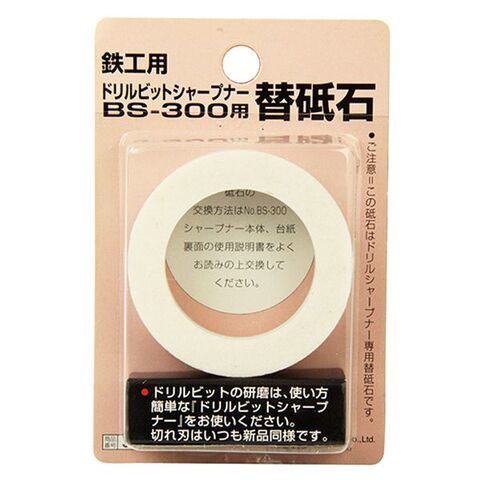 鉄工用
ドリルビットシャープナー
BS-300用
替砥石
●ご注意=この砥石はドリルシャープナー専用替砥石です。
砥石の
交換方法はNo.BS-300
シャープナー本体、台紙
裏面の使用説明書をよく
お読みの上交換して
ください。
●ドリルビットの研磨は、使い方
簡単な『ドリルビットシャープ
ナー』をお使いください。
切れ刃はいつも新品同様です。
商品
番号
Co.,Ltd.